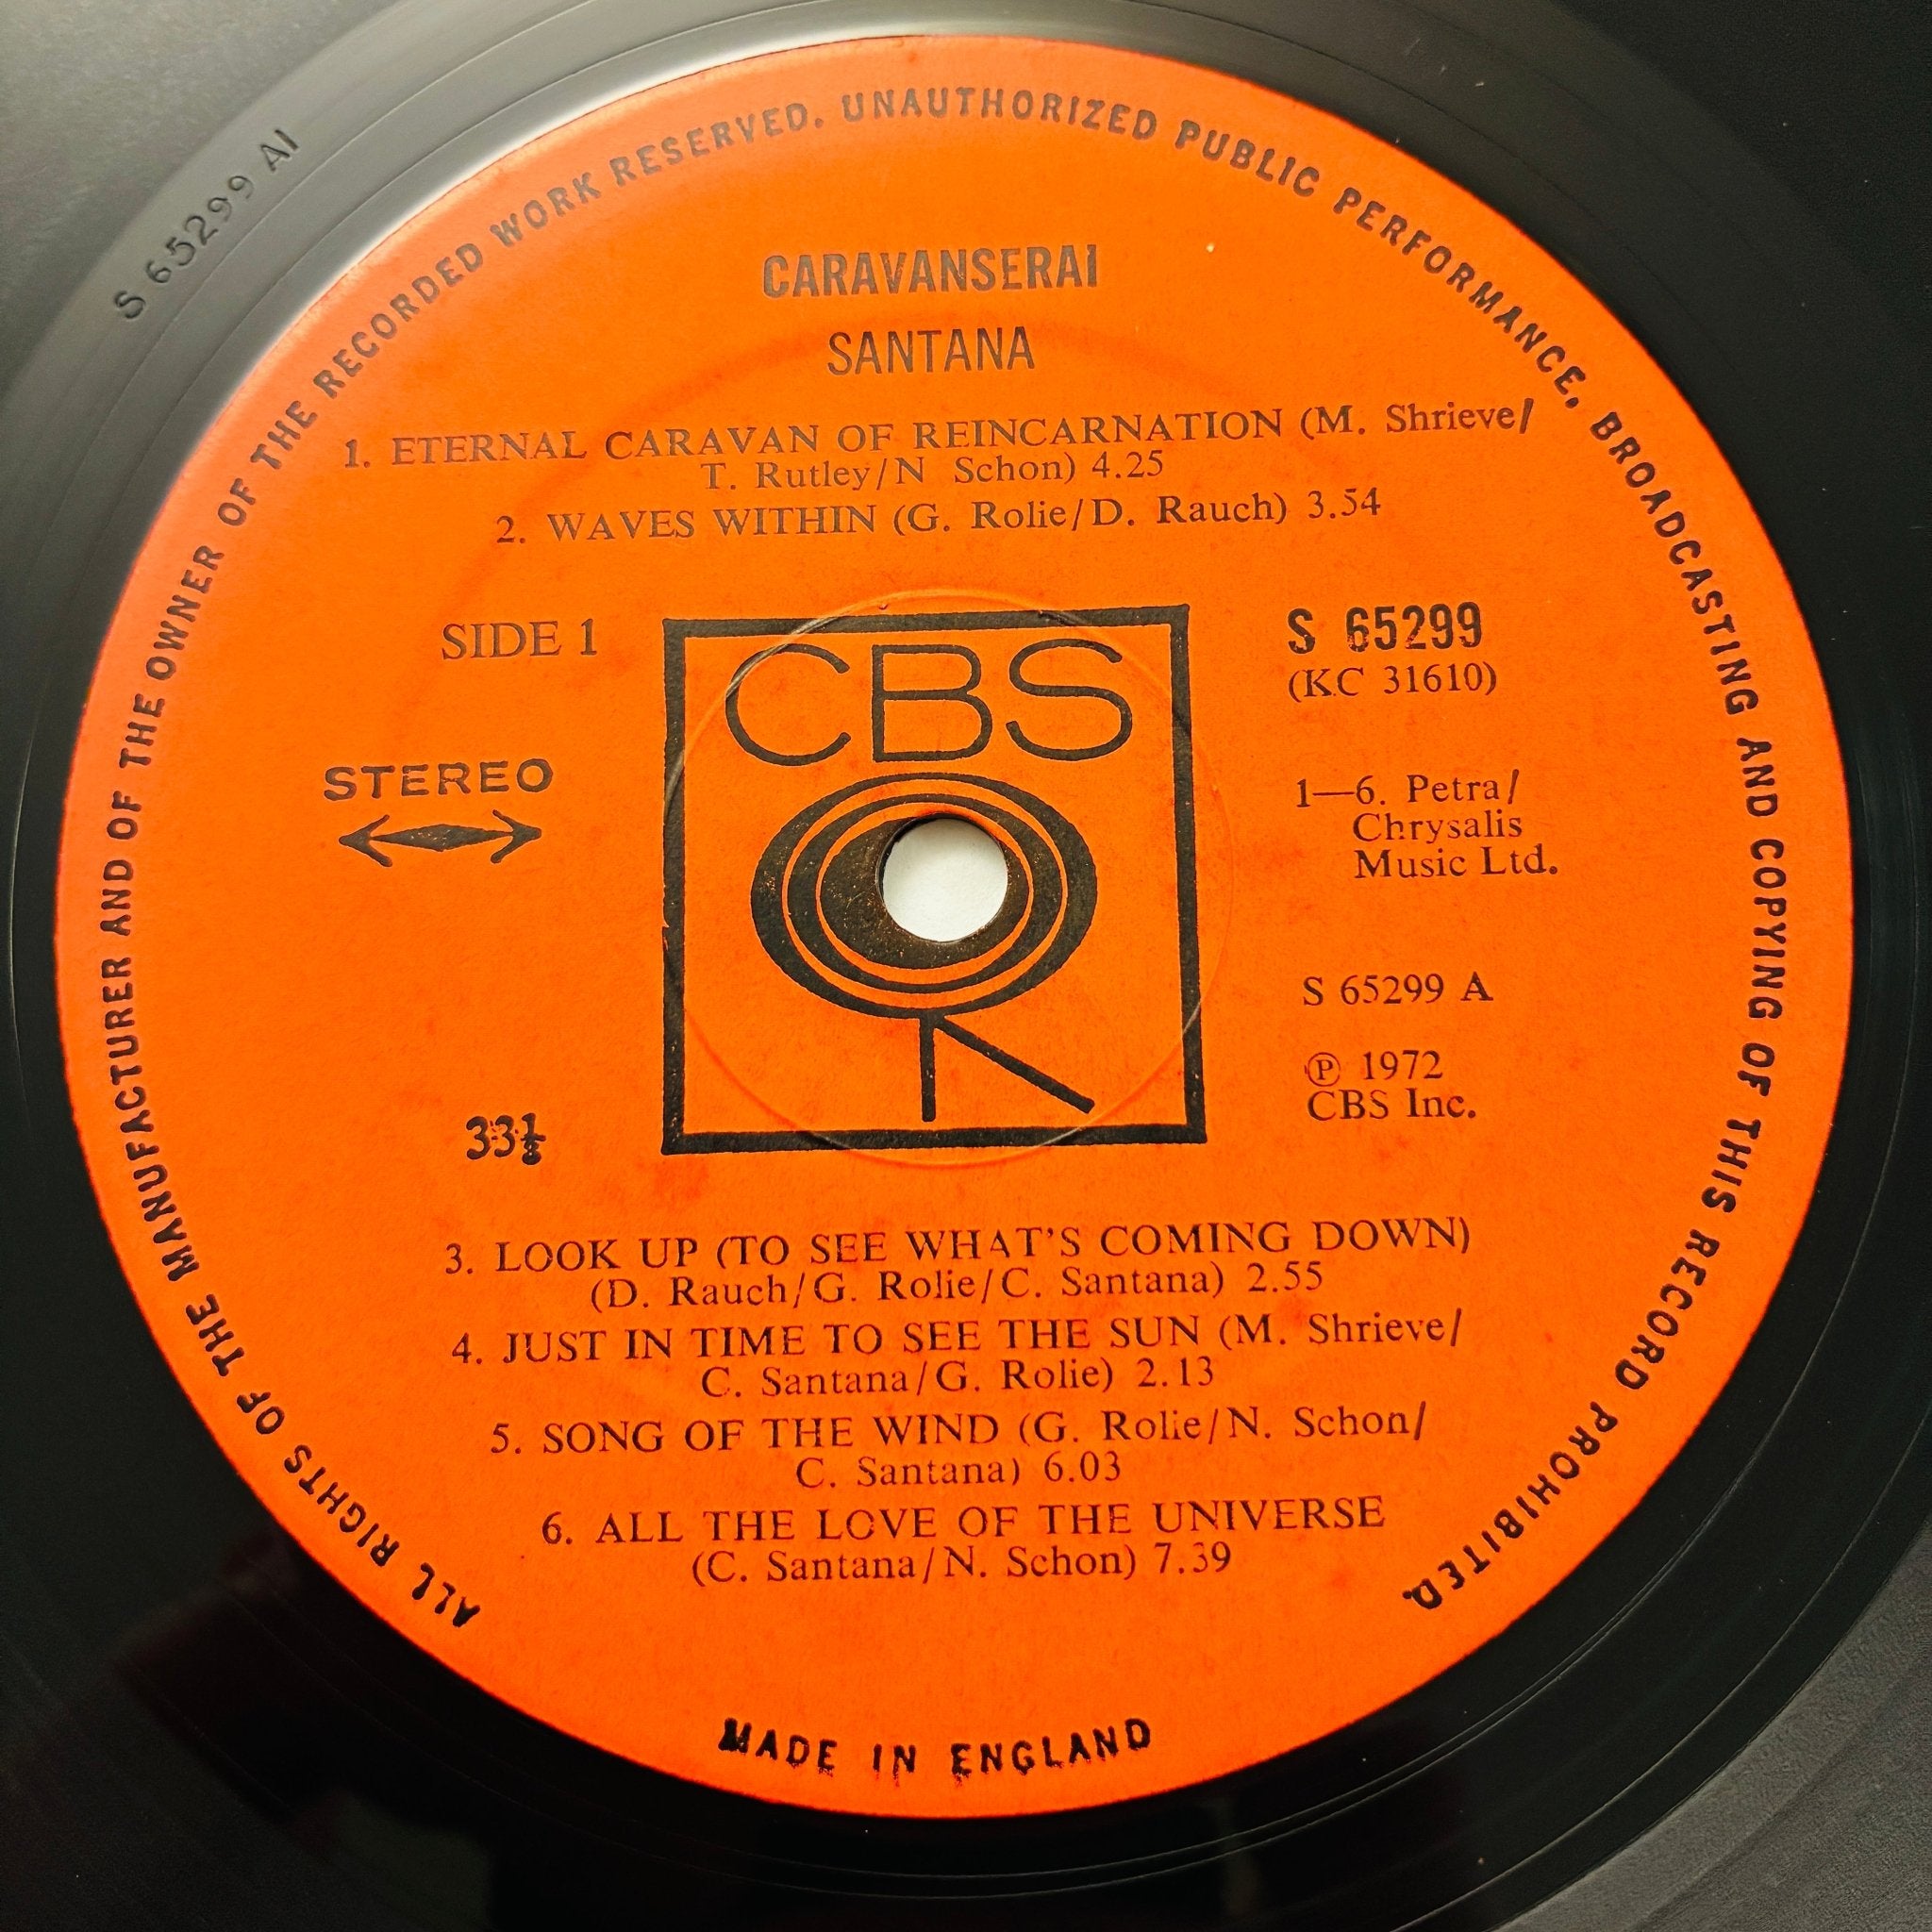 S 65299 A1
ALL RIGHTS OF THE MANUFACTURER AND OF THE OWNER OF THE RECORDED WORK RESERVED. UNAUTHORIZED PUBLIC PERFORMANCE, BROADCASTING AND COPYING OF THIS RECORD PROHIBITED.
CARAVANSERAI
SANTANA
1. ETERNAL CARAVAN OF REINCARNATION (M. Shrieve/
T. Rutley/N Schon) 4.25
2. WAVES WITHIN (G. Rolie/D. Rauch) 3.54
SIDE 1
STEREO
33⅓
CBS
S 65299
(KC 31610)
1—6. Petra/
Chrysalis
Music Ltd.
S 65299 A
℗ 1972
CBS Inc.
3. LOOK UP (TO SEE WHAT'S COMING DOWN)
(D. Rauch/G. Rolie/C. Santana) 2.55
4. JUST IN TIME TO SEE THE SUN (M. Shrieve/
C. Santana/G. Rolie) 2.13
5. SONG OF THE WIND (G. Rolie/N. Schon/
C. Santana) 6.03
6. ALL THE LOVE OF THE UNIVERSE
(C. Santana/N. Schon) 7.39
MADE IN ENGLAND